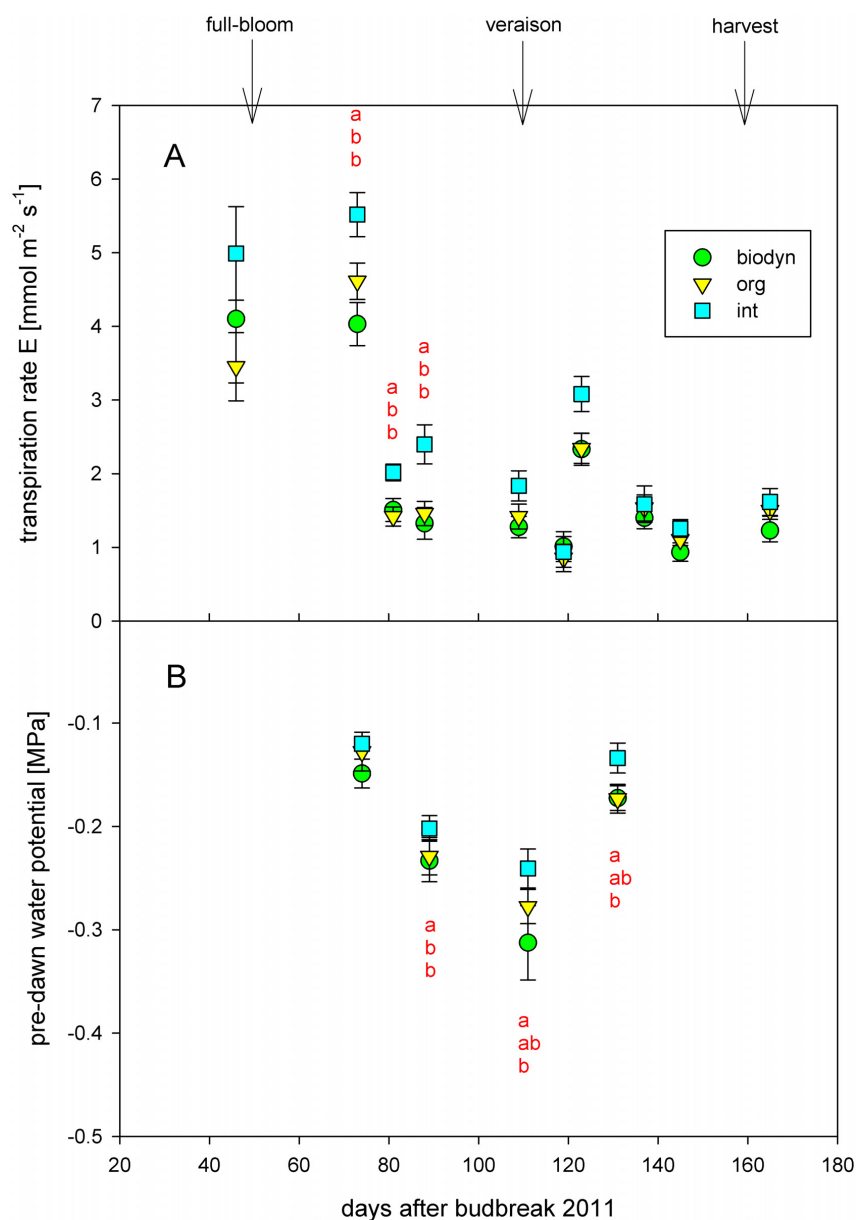 full-bloom veraison harvest
7
6
5
4
3
2
1
0
transpiration rate E [mmol m⁻² s⁻¹]
A
a
b
b
a
b
b
a
b
b
biodyn
org
int
-0.1
-0.2
-0.3
-0.4
-0.5
pre-dawn water potential [MPa]
B
a
b
b
a
ab
b
a
ab
b
20 40 60 80 100 120 140 160 180
days after budbreak 2011